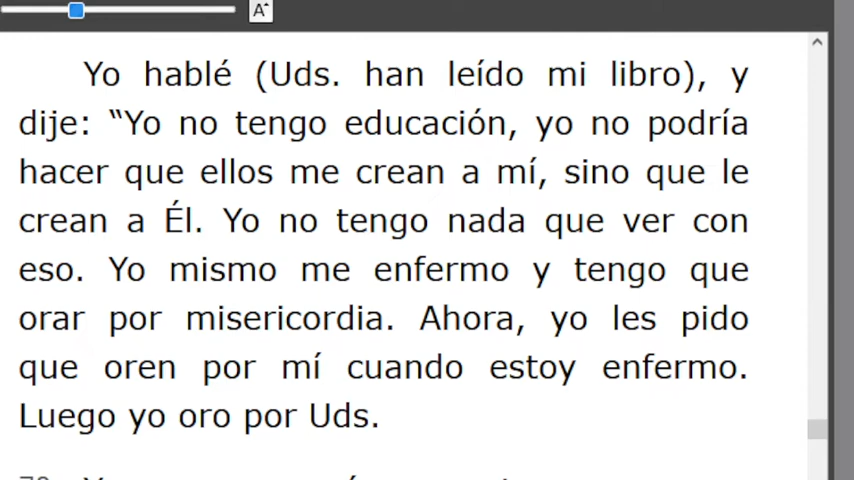 A
Yo hablé (Uds. han leído mi libro), y
dije: “Yo no tengo educación, yo no podría
hacer que ellos me crean a mí, sino que le
crean a Él. Yo no tengo nada que ver con
eso. Yo mismo me enfermo y tengo que
orar por misericordia. Ahora, yo les pido
que oren por mí cuando estoy enfermo.
Luego yo oro por Uds.